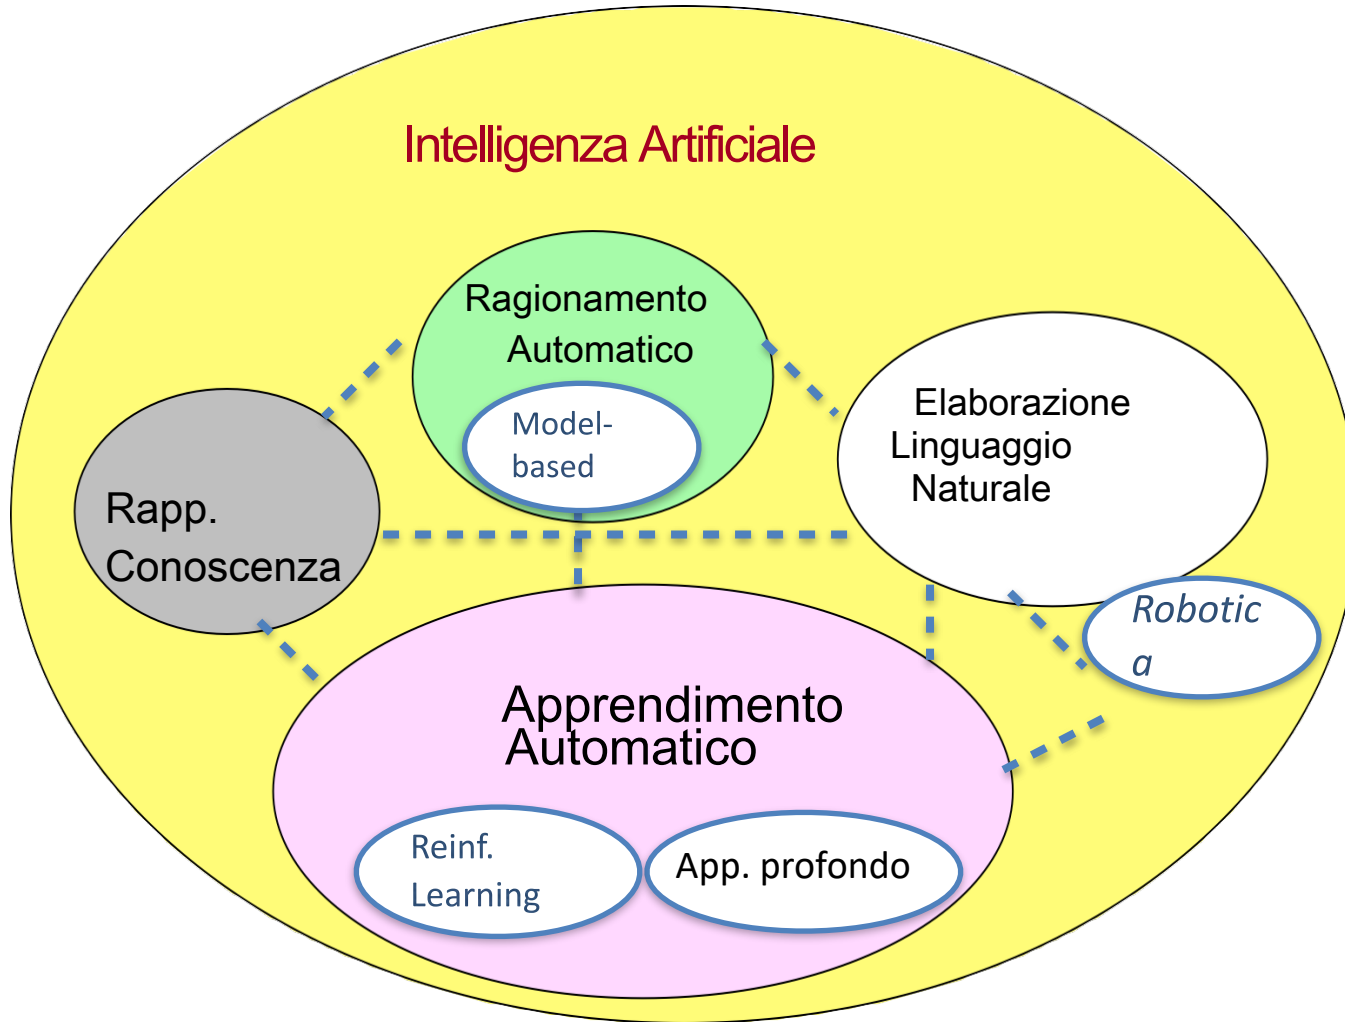 Intelligenza Artificiale
Ragionamento
Automatico
Model-
based
Elaborazione
Linguaggio
Naturale
Rapp.
Conoscenza
Robotic
a
Apprendimento
Automatico
Reinf.
Learning
App. profondo